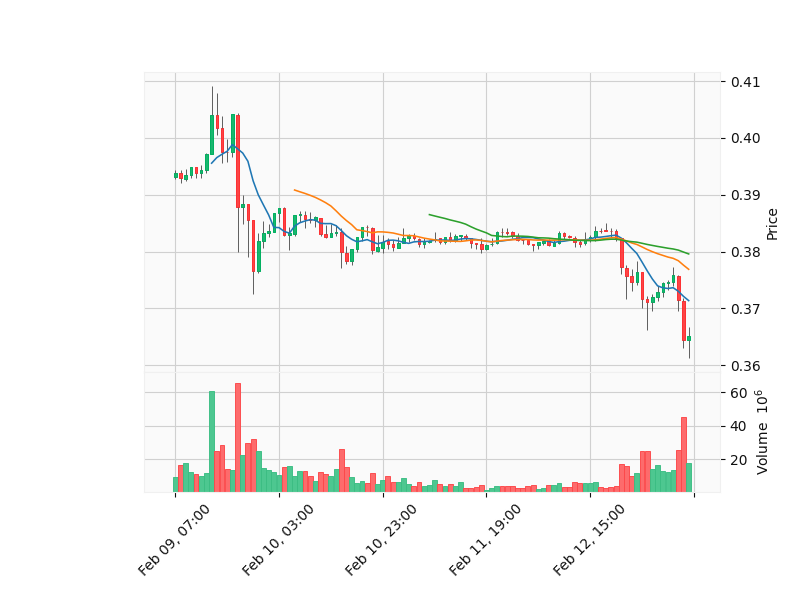 0.41
0.40
0.39
0.38
0.37
0.36
Price
60
40
20
Volume 10^6
Feb 09, 07:00
Feb 10, 03:00
Feb 10, 23:00
Feb 11, 19:00
Feb 12, 15:00